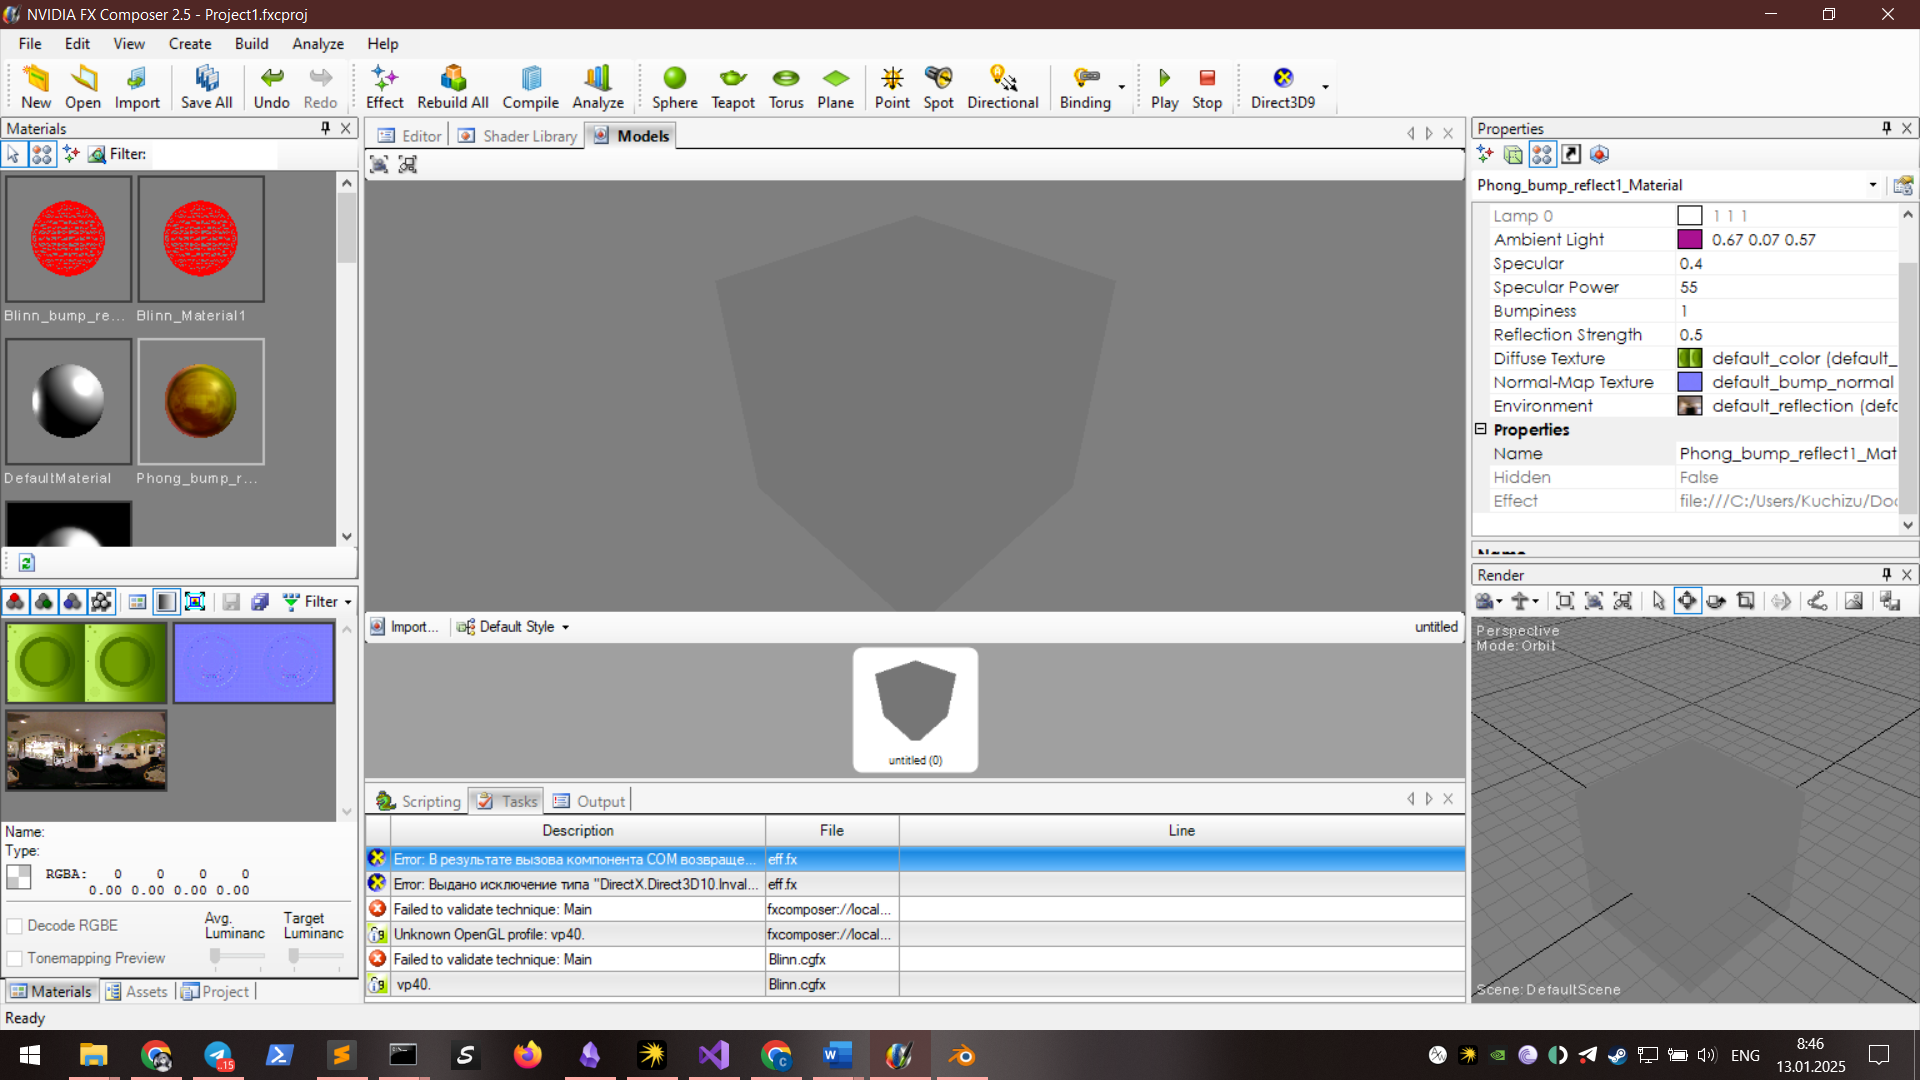 NVIDIA FX Composer 2.5 - Project1.fxcproj
File Edit View Create Build Analyze Help
New Open Import Save All Undo Redo Effect Rebuild All Compile Analyze Sphere Teapot Torus Plane Point Spot Directional Binding Play Stop Direct3D9
Materials
Filter:
Blinn_bump_re... Blinn_Material1
DefaultMaterial Phong_bump_r...
Filter
Name:
Type:
RGBA: 0 0 0 0
0.00 0.00 0.00 0.00
Decode RGBE
Avg. Luminanc
Target Luminanc
Tonemapping Preview
Materials Assets Project
Ready
Editor Shader Library Models
Import... Default Style untitled
untitled (0)
Scripting Tasks Output
Description File Line
Error: В результате вызова компонента COM возвраще... eff.fx
Error: Выдано исключение типа "DirectX.Direct3D10.Inval... eff.fx
Failed to validate technique: Main fxcomposer://local...
Unknown OpenGL profile: vp40. fxcomposer://local...
Failed to validate technique: Main Blinn.cgfx
vp40. Blinn.cgfx
Properties
Phong_bump_reflect1_Material
Lamp 0 1 1 1
Ambient Light 0.67 0.07 0.57
Specular 0.4
Specular Power 55
Bumpiness 1
Reflection Strength 0.5
Diffuse Texture default_color (default_
Normal-Map Texture default_bump_normal
Environment default_reflection (defa
Properties
Name Phong_bump_reflect1_Mat
Hidden False
Effect file:///C:/Users/Kuchizu/Doc
Name
Render
Perspective
Mode: Orbit
Scene: DefaultScene
15
ENG
8:46
13.01.2025